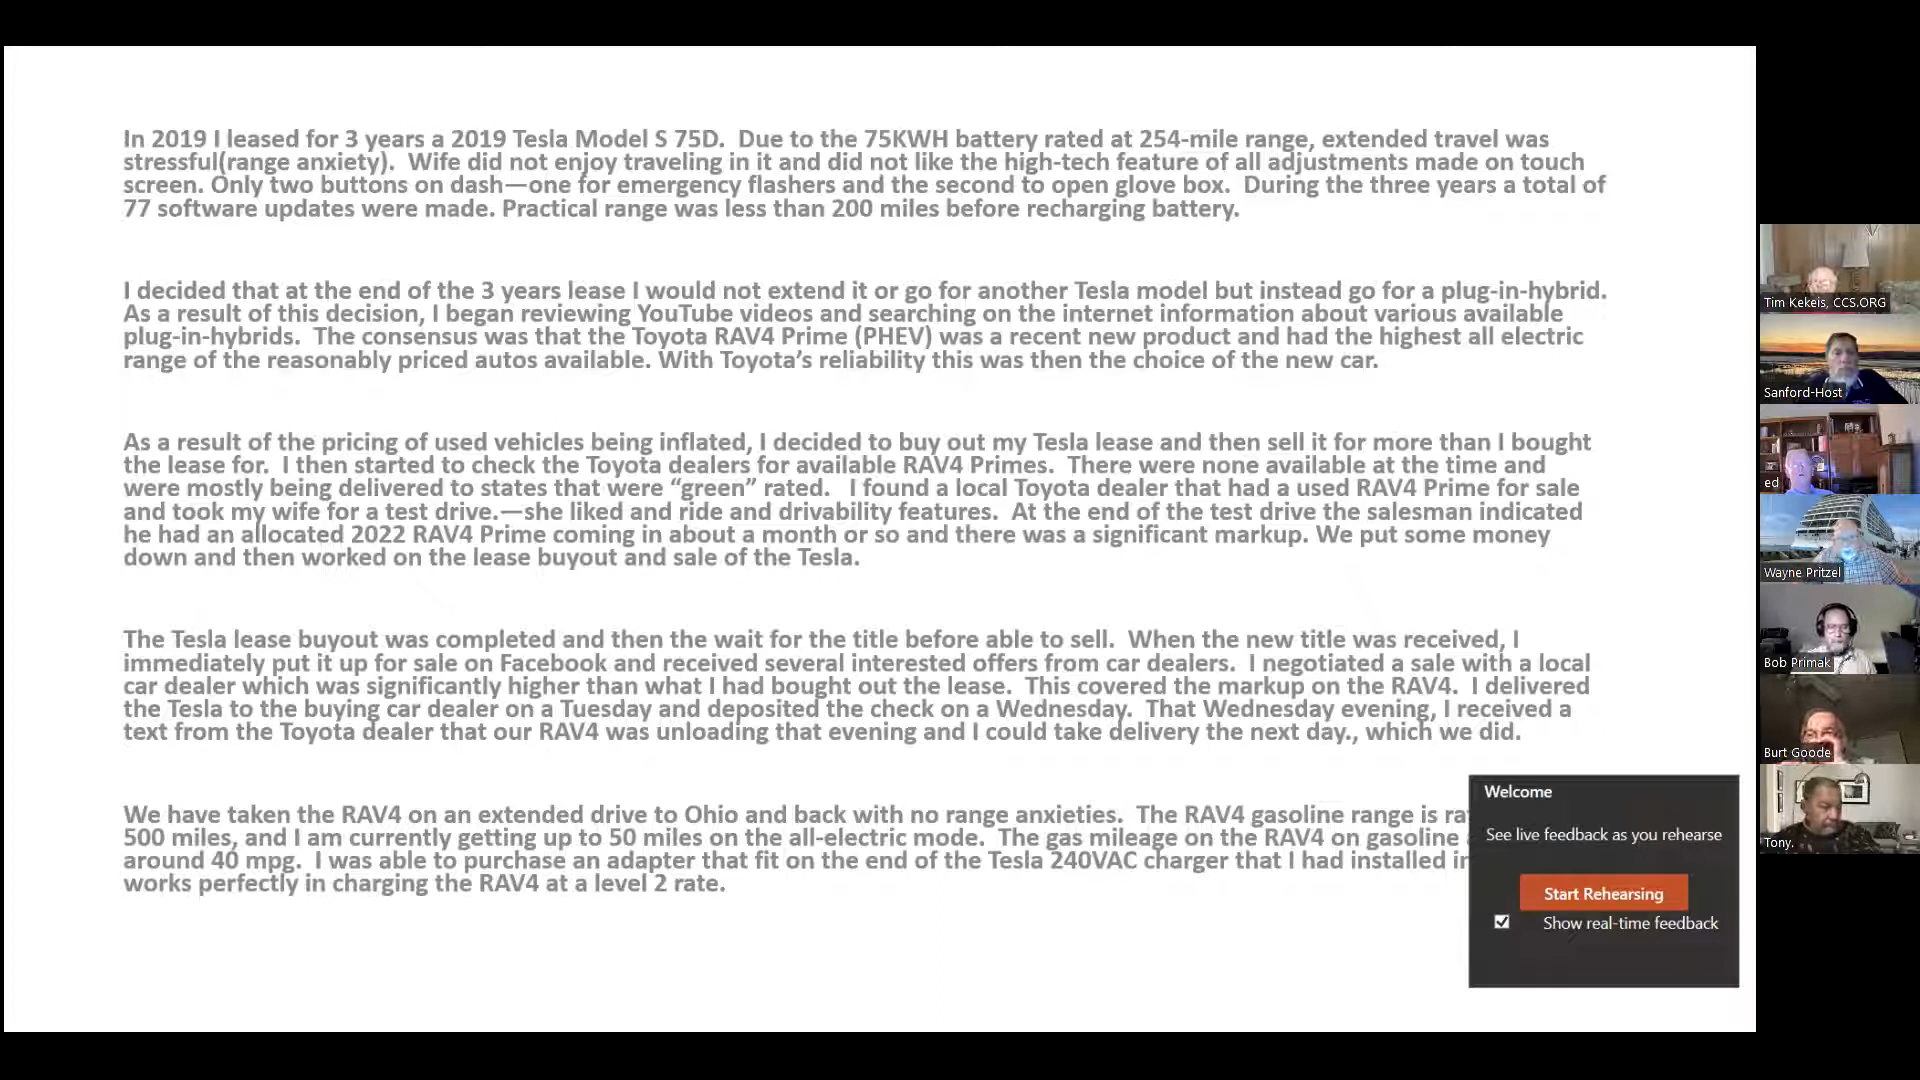 In 2019 I leased for 3 years a 2019 Tesla Model S 75D.  Due to the 75KWH battery rated at 254-mile range, extended travel was
stressful(range anxiety).  Wife did not enjoy traveling in it and did not like the high-tech feature of all adjustments made on touch
screen. Only two buttons on dash—one for emergency flashers and the second to open glove box.  During the three years a total of
77 software updates were made. Practical range was less than 200 miles before recharging battery.
I decided that at the end of the 3 years lease I would not extend it or go for another Tesla model but instead go for a plug-in-hybrid.
As a result of this decision, I began reviewing YouTube videos and searching on the internet information about various available
plug-in-hybrids.  The consensus was that the Toyota RAV4 Prime (PHEV) was a recent new product and had the highest all electric
range of the reasonably priced autos available. With Toyota’s reliability this was then the choice of the new car.
As a result of the pricing of used vehicles being inflated, I decided to buy out my Tesla lease and then sell it for more than I bought
the lease for.  I then started to check the Toyota dealers for available RAV4 Primes.  There were none available at the time and
were mostly being delivered to states that were “green” rated.   I found a local Toyota dealer that had a used RAV4 Prime for sale
and took my wife for a test drive.—she liked and ride and drivability features.  At the end of the test drive the salesman indicated
he had an allocated 2022 RAV4 Prime coming in about a month or so and there was a significant markup. We put some money
down and then worked on the lease buyout and sale of the Tesla.
The Tesla lease buyout was completed and then the wait for the title before able to sell.  When the new title was received, I
immediately put it up for sale on Facebook and received several interested offers from car dealers.  I negotiated a sale with a local
car dealer which was significantly higher than what I had bought out the lease.  This covered the markup on the RAV4.  I delivered
the Tesla to the buying car dealer on a Tuesday and deposited the check on a Wednesday.  That Wednesday evening, I received a
text from the Toyota dealer that our RAV4 was unloading that evening and I could take delivery the next day., which we did.
We have taken the RAV4 on an extended drive to Ohio and back with no range anxieties.  The RAV4 gasoline range is
500 miles, and I am currently getting up to 50 miles on the all-electric mode.  The gas mileage on the RAV4 on gasoline
around 40 mpg.  I was able to purchase an adapter that fit on the end of the Tesla 240VAC charger that I had installed
works perfectly in charging the RAV4 at a level 2 rate.
Welcome
See live feedback as you rehearse
Start Rehearsing
Show real-time feedback
Tim Kekeis, CCS.ORG
Sanford-Host
ed
Wayne Pritzel
Bob Primak
Burt Goode
Tony.